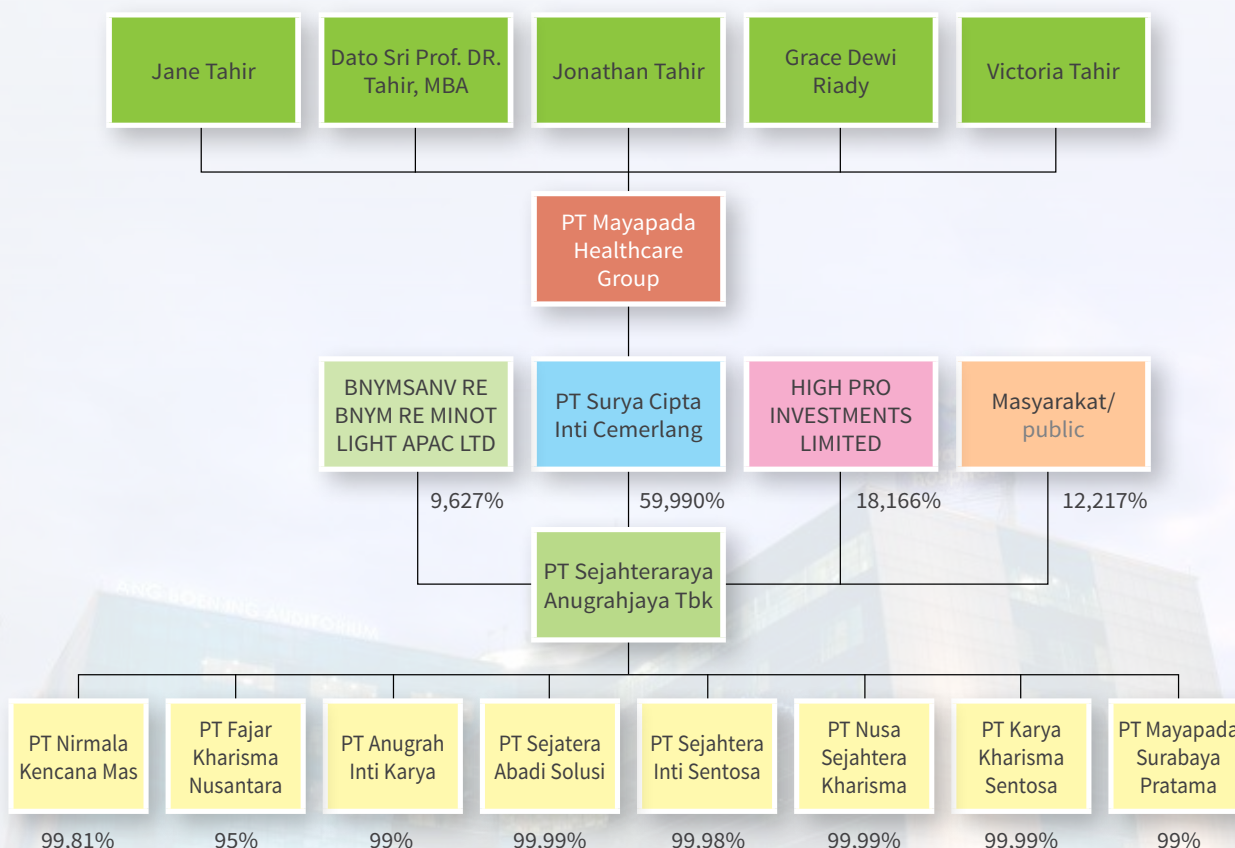 Jane Tahir
Dato Sri Prof. DR.
Tahir, MBA
Jonathan Tahir
Grace Dewi
Riady
Victoria Tahir
PT Mayapada
Healthcare
Group
BNYMSANV RE
BNYM RE MINOT
LIGHT APAC LTD
PT Surya Cipta
Inti Cemerlang
HIGH PRO
INVESTMENTS
LIMITED
Masyarakat/
public
9,627%
59,990%
18,166%
12,217%
PT Sejahteraraya
Anugrahjaya Tbk
PT Nirmala
Kencana Mas
PT Fajar
Kharisma
Nusantara
PT Anugrah
Inti Karya
PT Sejatera
Abadi Solusi
PT Sejahtera
Inti Sentosa
PT Nusa
Sejahtera
Kharisma
PT Karya
Kharisma
Sentosa
PT Mayapada
Surabaya
Pratama
99,81%
95%
99%
99,99%
99,98%
99,99%
99,99%
99%